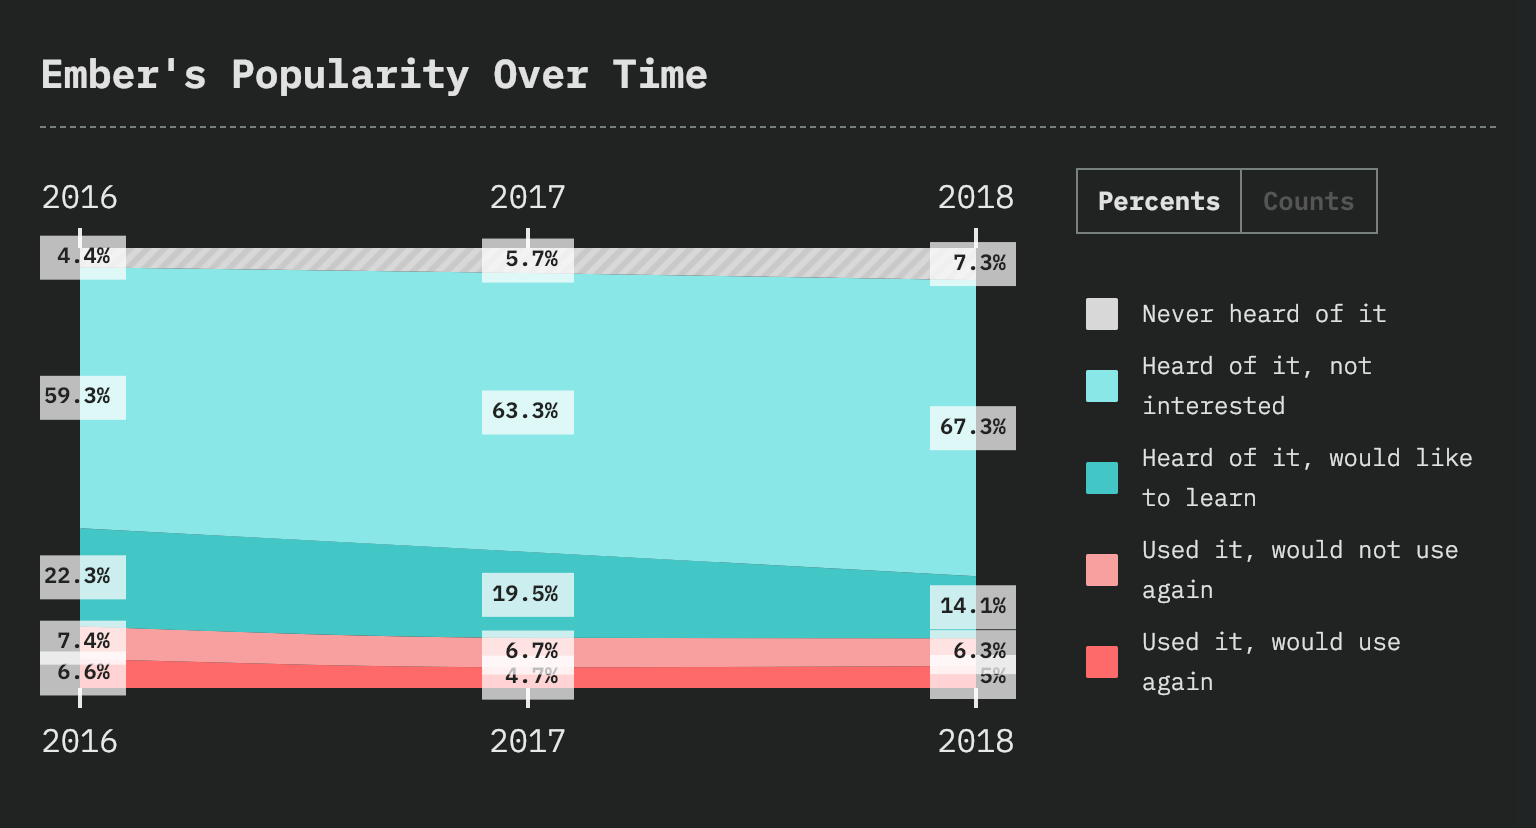 Ember's Popularity Over Time
2016 2017 2018
Percents Counts
4.4% 5.7% 7.3%
59.3% 63.3% 67.3%
22.3% 19.5% 14.1%
7.4% 6.7% 6.3%
6.6% 4.7% 5%
2016 2017 2018
Never heard of it
Heard of it, not
interested
Heard of it, would like
to learn
Used it, would not use
again
Used it, would use
again